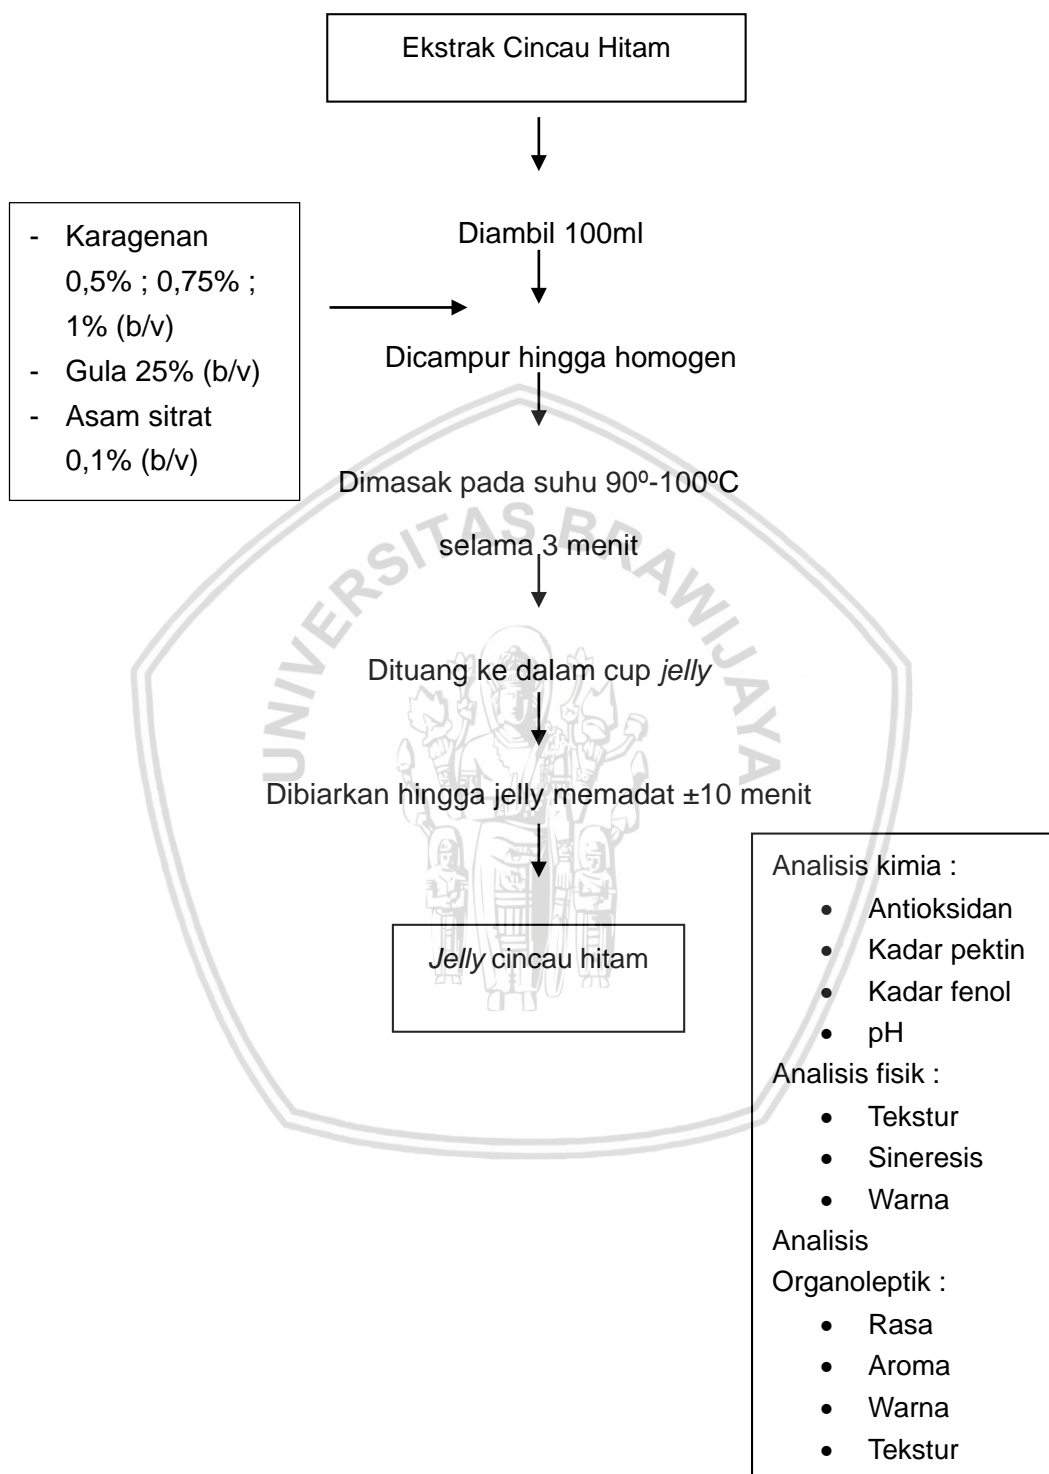 Ekstrak Cincau Hitam
Diambil 100ml
- Karagenan
0,5% ; 0,75% ;
1% (b/v)
- Gula 25% (b/v)
- Asam sitrat
0,1% (b/v)
Dicampur hingga homogen
Dimasak pada suhu 90º-100ºC
selama 3 menit
UNIVERSITAS BRAWIJAYA
Dituang ke dalam cup jelly
Dibiarkan hingga jelly memadat ±10 menit
Jelly cincau hitam
Analisis kimia :
• Antioksidan
• Kadar pektin
• Kadar fenol
• pH
Analisis fisik :
• Tekstur
• Sineresis
• Warna
Analisis
Organoleptik :
• Rasa
• Aroma
• Warna
• Tekstur